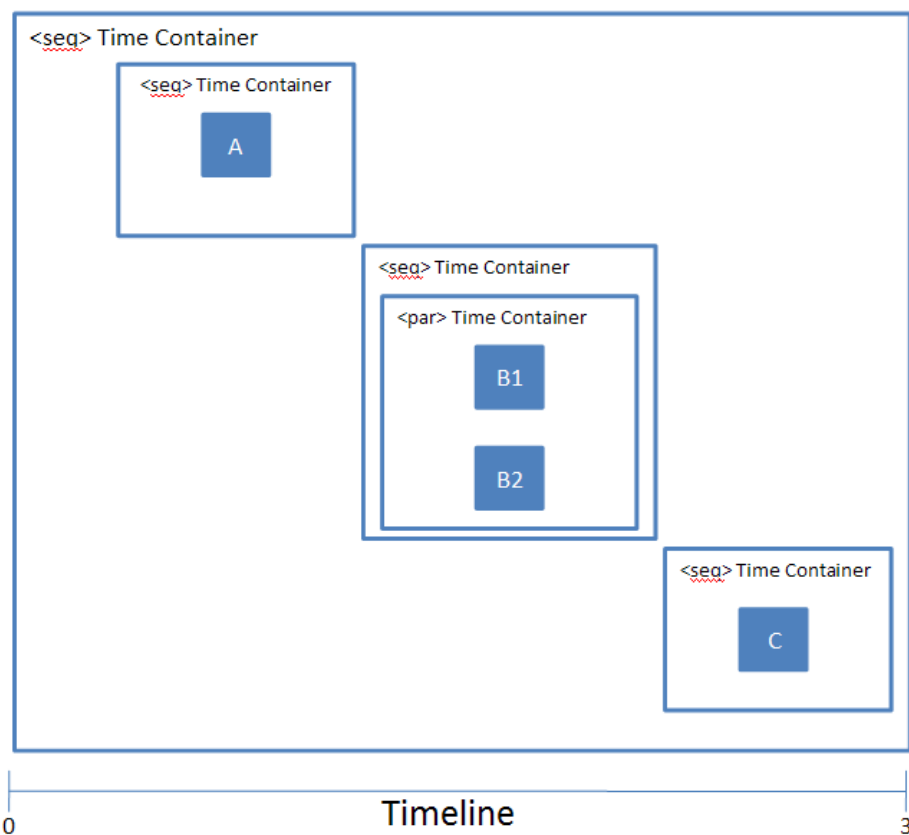 <seq> Time Container
<seq> Time Container
A
<seq> Time Container
<par> Time Container
B1
B2
<seq> Time Container
C
Timeline
0
3